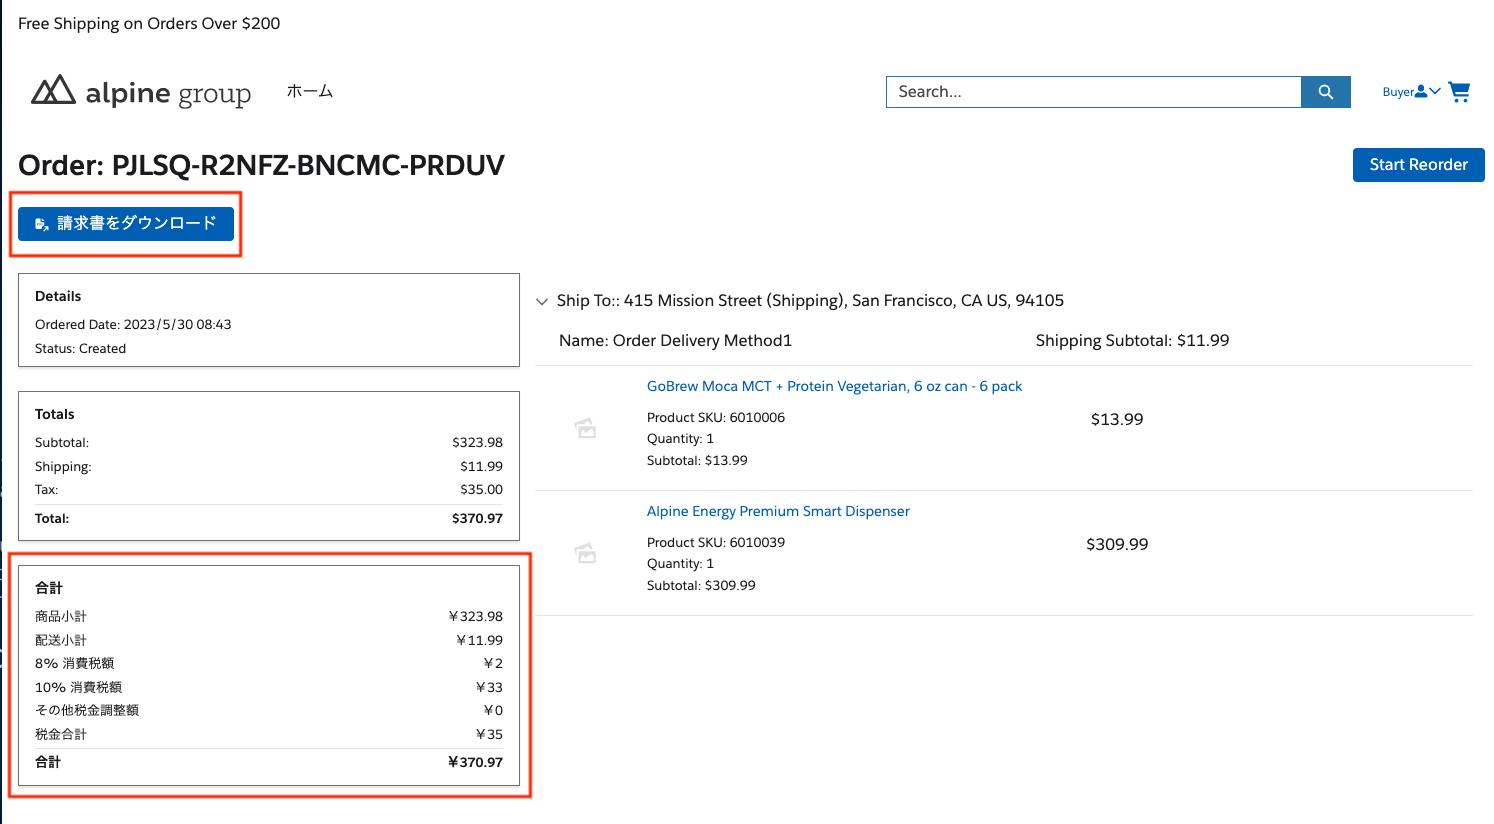 Free Shipping on Orders Over $200
alpine group
ホーム
Search...
Buyer
Order: PJLSQ-R2NFZ-BNCMC-PRDUV
Start Reorder
請求書をダウンロード
Details
Ordered Date: 2023/5/30 08:43
Status: Created
Totals
Subtotal: $323.98
Shipping: $11.99
Tax: $35.00
Total: $370.97
合計
商品小計 ￥323.98
配送小計 ￥11.99
8% 消費税額 ￥2
10% 消費税額 ￥33
その他税金調整額 ￥0
税金合計 ￥35
合計 ￥370.97
Ship To:: 415 Mission Street (Shipping), San Francisco, CA US, 94105
Name: Order Delivery Method1 Shipping Subtotal: $11.99
GoBrew Moca MCT + Protein Vegetarian, 6 oz can - 6 pack
Product SKU: 6010006
$13.99
Quantity: 1
Subtotal: $13.99
Alpine Energy Premium Smart Dispenser
Product SKU: 6010039
$309.99
Quantity: 1
Subtotal: $309.99